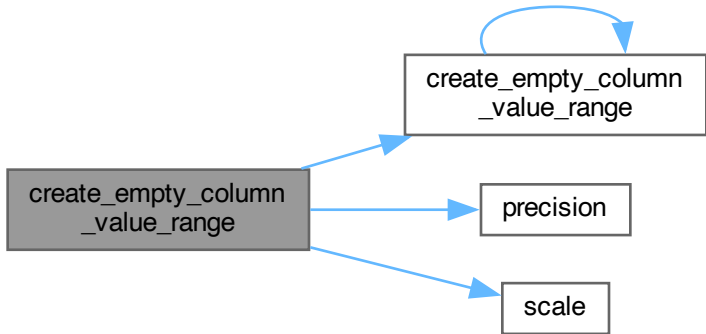 create_empty_column
_value_range
create_empty_column
_value_range
precision
scale